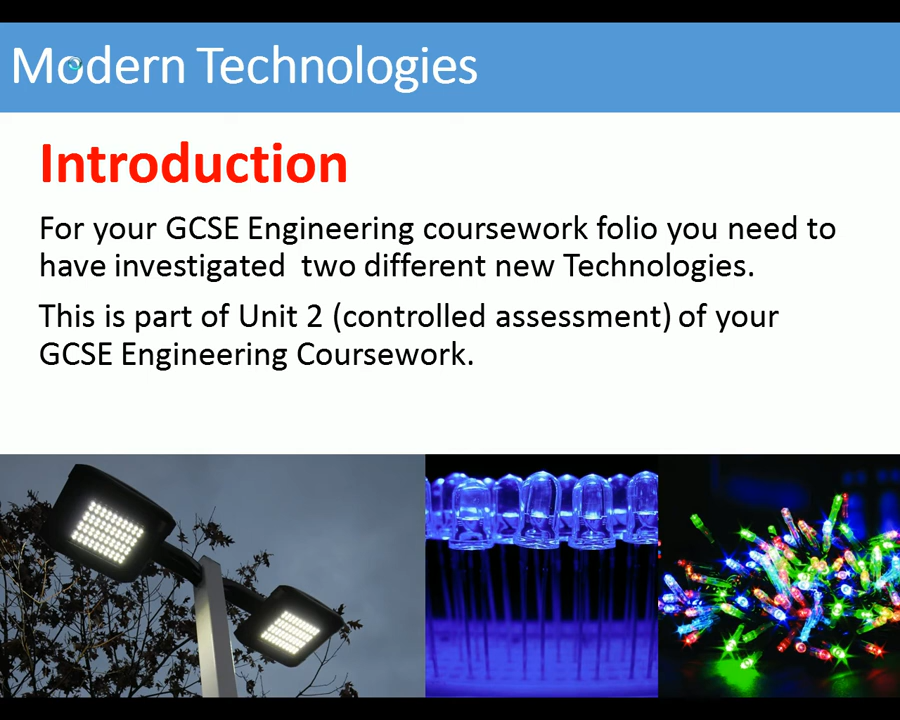 Modern Technologies
Introduction
For your GCSE Engineering coursework folio you need to
have investigated two different new Technologies.
This is part of Unit 2 (controlled assessment) of your
GCSE Engineering Coursework.